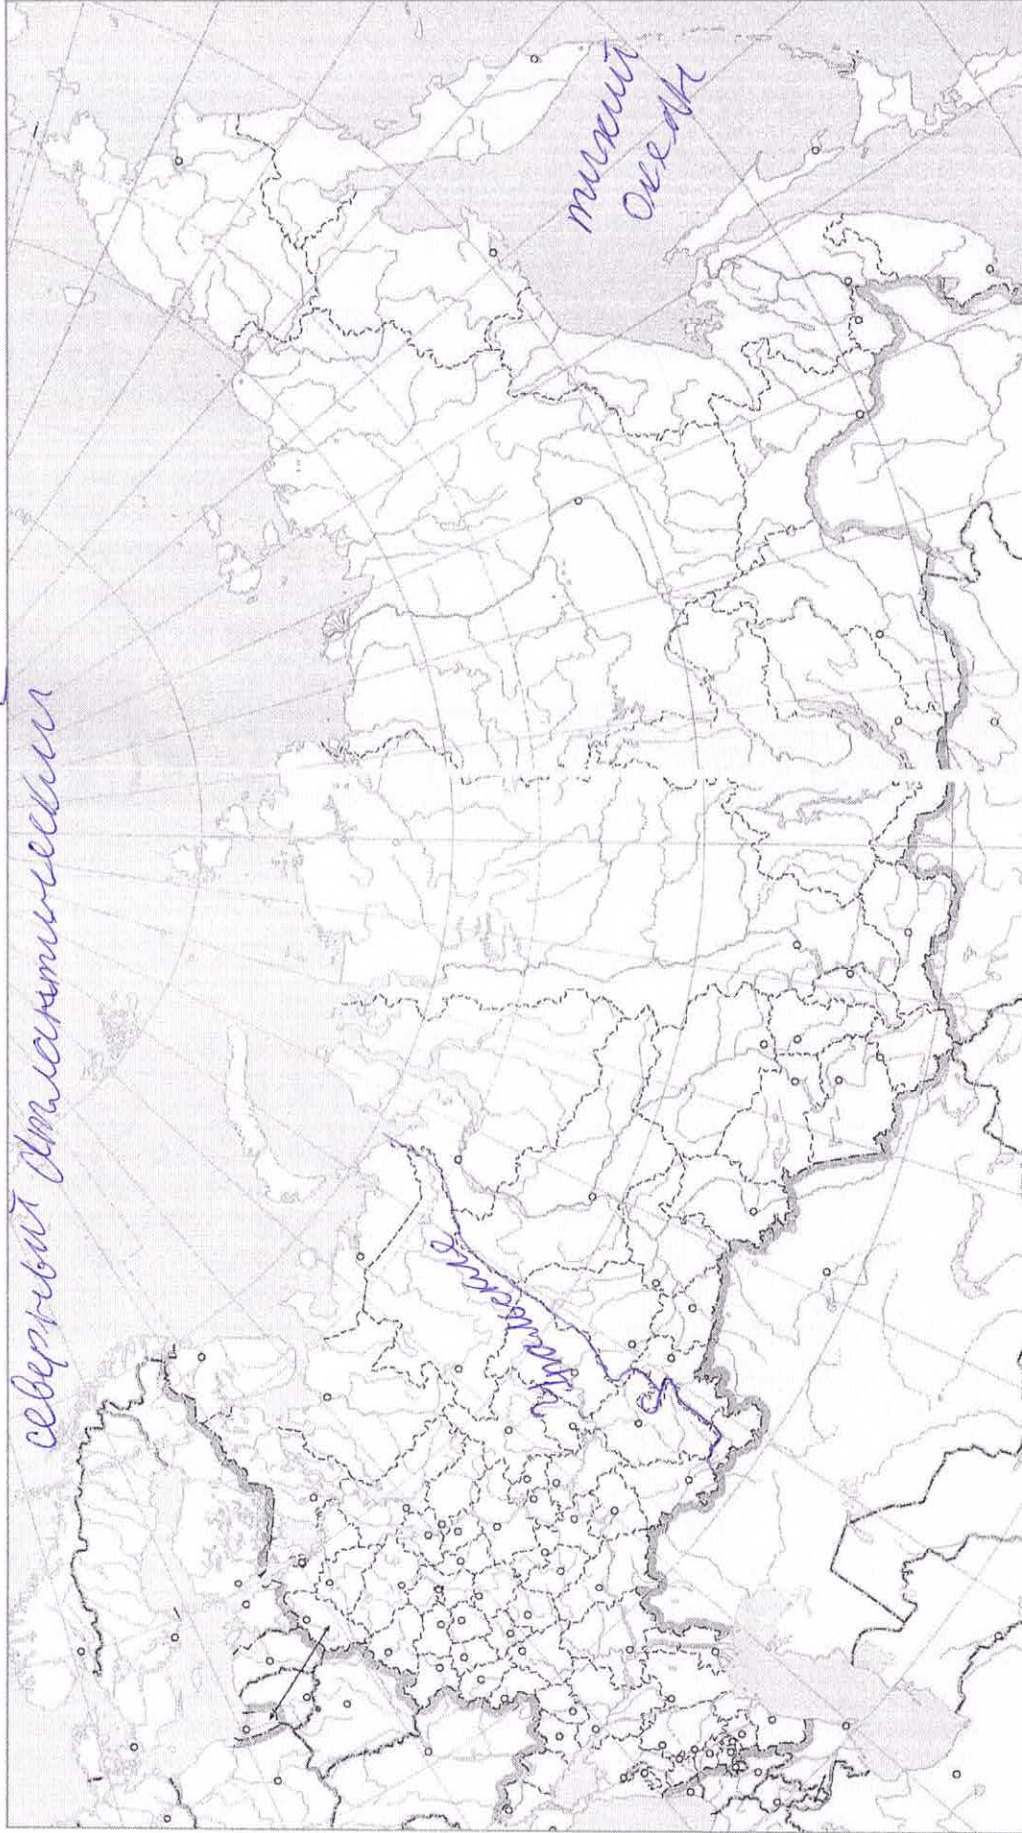 северный Атлантический
тихий
океан
Уральские